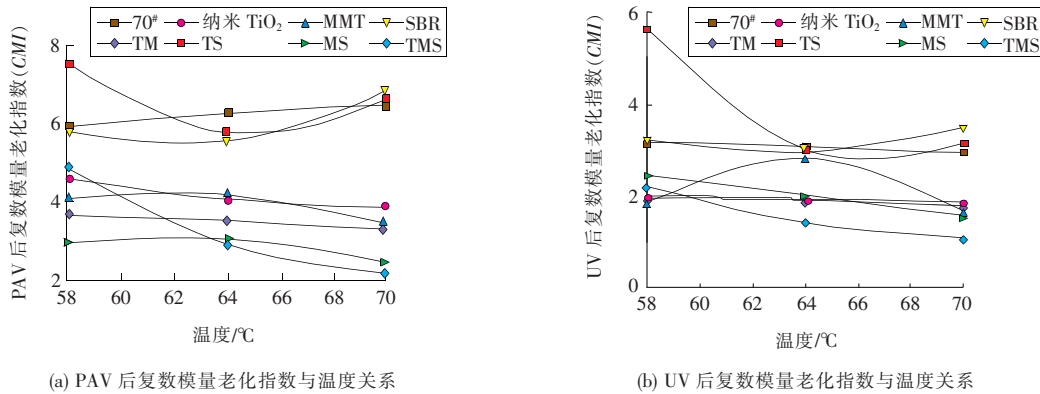 70# 纳米 TiO2 MMT SBR
TM TS MS TMS
PAV 后复数模量老化指数(CMI)
8
6
4
2
58 60 62 64 66 68 70
温度/℃
(a) PAV 后复数模量老化指数与温度关系
70# 纳米 TiO2 MMT SBR
TM TS MS TMS
UV 后复数模量老化指数(CMI)
6
4
2
0
58 60 62 64 66 68 70
温度/℃
(b) UV 后复数模量老化指数与温度关系